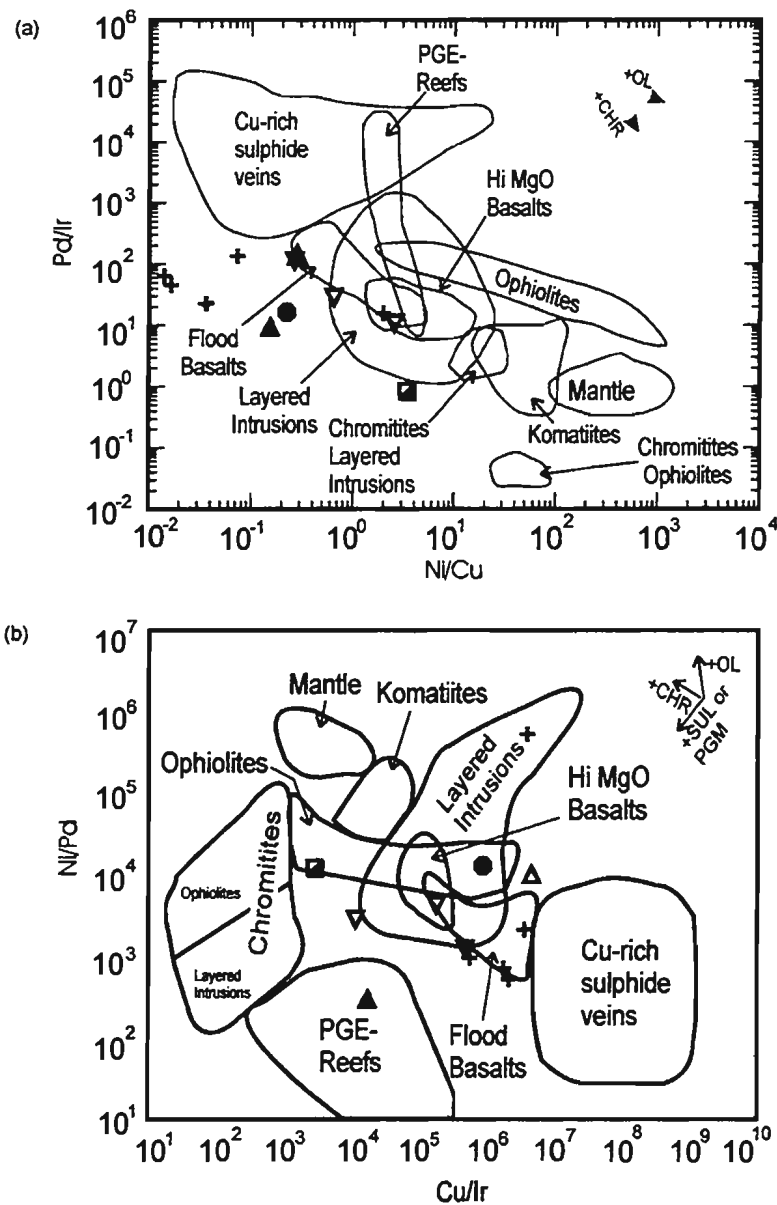 (a)
10^6
10^5
10^4
10^3
10^2
10^1
10^0
10^-1
10^-2
Pd/Ir
PGE-
Reefs
+OL
+CHR
Cu-rich
sulphide
veins
Hi MgO
Basalts
Ophiolites
Flood
Basalts
Layered
Intrusions
Chromitites
Layered
Intrusions
Mantle
Komatiites
Chromitites
Ophiolites
10^-2 10^-1 10^0 10^1 10^2 10^3 10^4
Ni/Cu
(b)
10^7
10^6
10^5
10^4
10^3
10^2
10^1
Ni/Pd
Mantle
Komatiites
+OL
+CHR
+SUL or
PGM
Ophiolites
Layered
Intrusions
Hi MgO
Basalts
Chromitites
Ophiolites
Layered
Intrusions
PGE-
Reefs
Flood
Basalts
Cu-rich
sulphide
veins
10^1 10^2 10^3 10^4 10^5 10^6 10^7 10^8 10^9 10^10
Cu/Ir